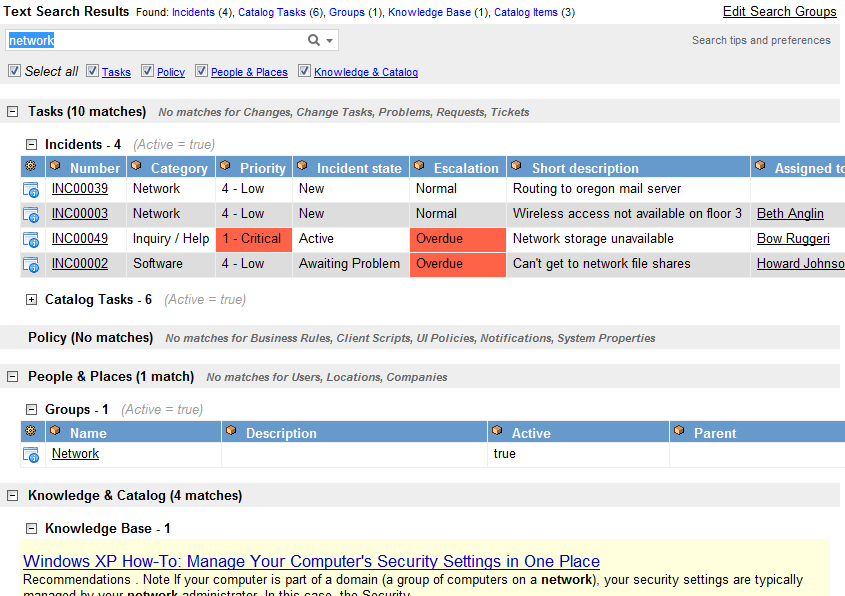 Text Search Results Found: Incidents (4), Catalog Tasks (6), Groups (1), Knowledge Base (1), Catalog Items (3) Edit Search Groups
network Search tips and preferences
Select all Tasks Policy People & Places Knowledge & Catalog
Tasks (10 matches) No matches for Changes, Change Tasks, Problems, Requests, Tickets
Incidents - 4 (Active = true)
Number Category Priority Incident state Escalation Short description Assigned to
INC00039 Network 4 - Low New Normal Routing to oregon mail server
INC00003 Network 4 - Low New Normal Wireless access not available on floor 3 Beth Anglin
INC00049 Inquiry / Help 1 - Critical Active Overdue Network storage unavailable Bow Ruggeri
INC00002 Software 4 - Low Awaiting Problem Overdue Can't get to network file shares Howard Johnso
Catalog Tasks - 6 (Active = true)
Policy (No matches) No matches for Business Rules, Client Scripts, UI Policies, Notifications, System Properties
People & Places (1 match) No matches for Users, Locations, Companies
Groups - 1 (Active = true)
Name Description Active Parent
Network true
Knowledge & Catalog (4 matches)
Knowledge Base - 1
Windows XP How-To: Manage Your Computer's Security Settings in One Place
Recommendations . Note If your computer is part of a domain (a group of computers on a network), your security settings are typically
managed by your network administrator. In this case, the Security